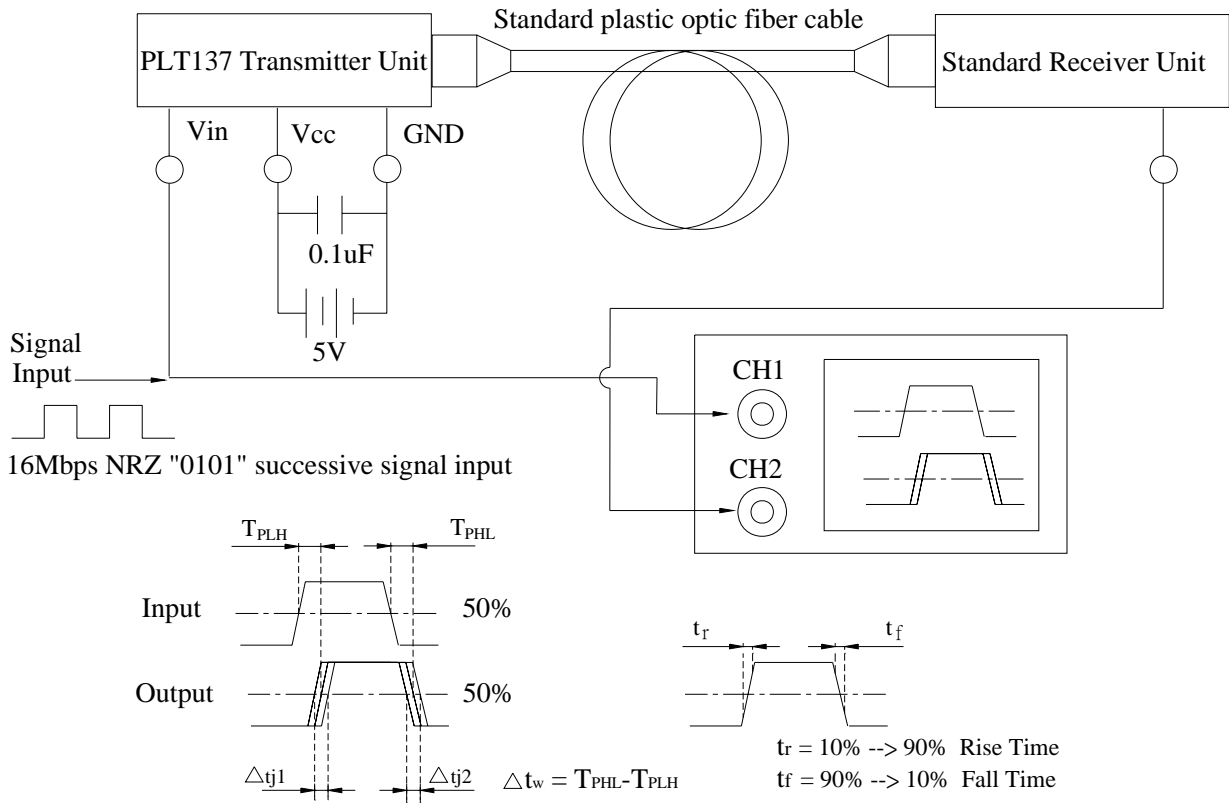 Standard plastic optic fiber cable
PLT137 Transmitter Unit
Standard Receiver Unit
Vin
Vcc
GND
0.1uF
5V
Signal
Input
CH1
CH2
16Mbps NRZ "0101" successive signal input
TPLH
TPHL
Input
50%
Output
50%
△tj1
△tj2
△tw = TPHL-TPLH
tr
tf
tr = 10% --> 90% Rise Time
tf = 90% --> 10% Fall Time